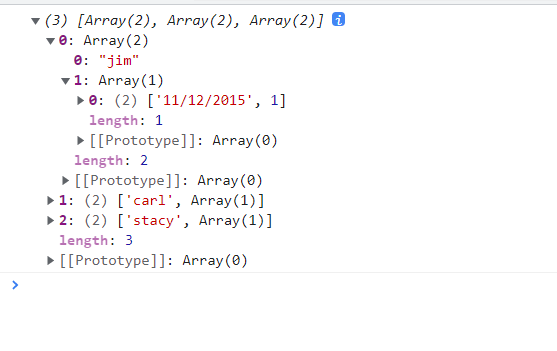 (3) [Array(2), Array(2), Array(2)] i
0: Array(2)
0: "jim"
1: Array(1)
0: (2) ['11/12/2015', 1]
length: 1
[[Prototype]]: Array(0)
length: 2
[[Prototype]]: Array(0)
1: (2) ['carl', Array(1)]
2: (2) ['stacy', Array(1)]
length: 3
[[Prototype]]: Array(0)